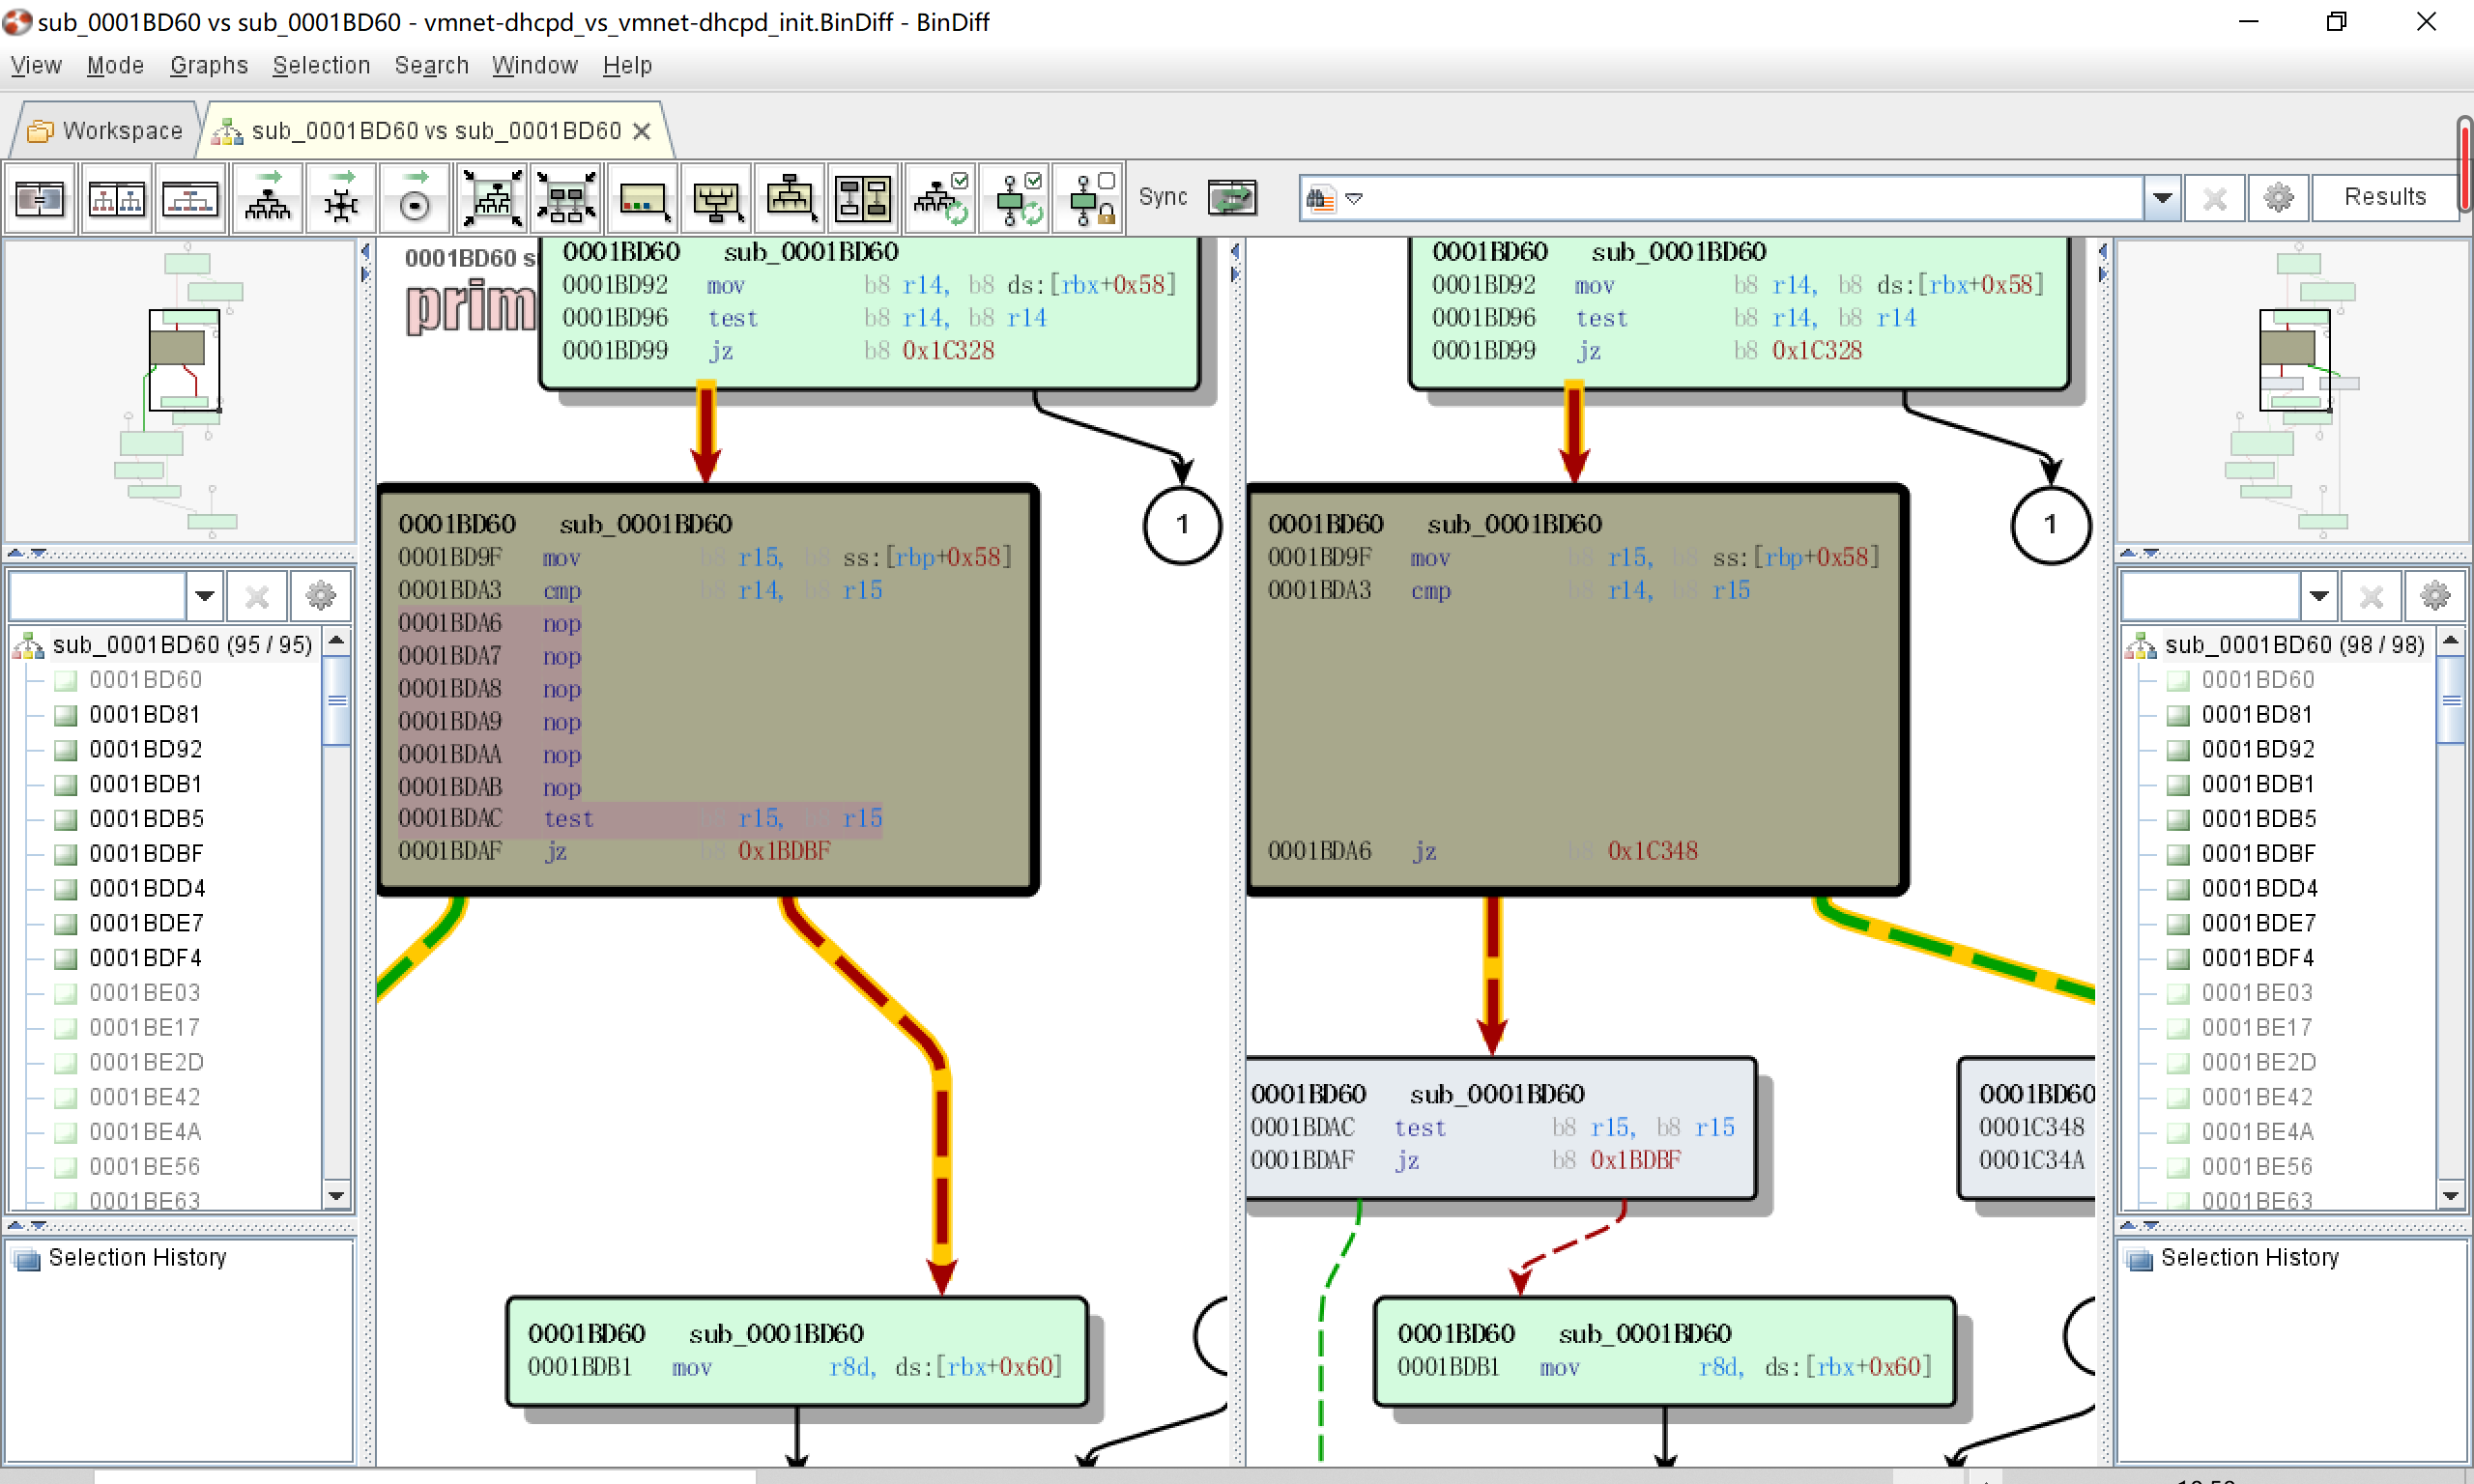 sub_0001BD60 vs sub_0001BD60 - vmnet-dhcpd_vs_vmnet-dhcpd_init.BinDiff - BinDiff
View Mode Graphs Selection Search Window Help
Workspace
sub_0001BD60 vs sub_0001BD60
Sync
Results
0001BD60 s
prim
0001BD60 sub_0001BD60
0001BD92 mov b8 r14, b8 ds:[rbx+0x58]
0001BD96 test b8 r14, b8 r14
0001BD99 jz b8 0x1C328
1
0001BD60 sub_0001BD60
0001BD9F mov b8 r15, b8 ss:[rbp+0x58]
0001BDA3 cmp b8 r14, b8 r15
0001BDA6 nop
0001BDA7 nop
0001BDA8 nop
0001BDA9 nop
0001BDAA nop
0001BDAB nop
0001BDAC test b8 r15, b8 r15
0001BDAF jz b8 0x1BDBF
0001BD60 sub_0001BD60
0001BDB1 mov r8d, ds:[rbx+0x60]
0001BD60 sub_0001BD60
0001BD92 mov b8 r14, b8 ds:[rbx+0x58]
0001BD96 test b8 r14, b8 r14
0001BD99 jz b8 0x1C328
1
0001BD60 sub_0001BD60
0001BD9F mov b8 r15, b8 ss:[rbp+0x58]
0001BDA3 cmp b8 r14, b8 r15
0001BDA6 jz b8 0x1C348
0001BD60 sub_0001BD60
0001BDAC test b8 r15, b8 r15
0001BDAF jz b8 0x1BDBF
0001BD60
0001C348
0001C34A
0001BD60 sub_0001BD60
0001BDB1 mov r8d, ds:[rbx+0x60]
sub_0001BD60 (95 / 95)
0001BD60
0001BD81
0001BD92
0001BDB1
0001BDB5
0001BDBF
0001BDD4
0001BDE7
0001BDF4
0001BE03
0001BE17
0001BE2D
0001BE42
0001BE4A
0001BE56
0001BE63
Selection History
sub_0001BD60 (98 / 98)
0001BD60
0001BD81
0001BD92
0001BDB1
0001BDB5
0001BDBF
0001BDD4
0001BDE7
0001BDF4
0001BE03
0001BE17
0001BE2D
0001BE42
0001BE4A
0001BE56
0001BE63
Selection History